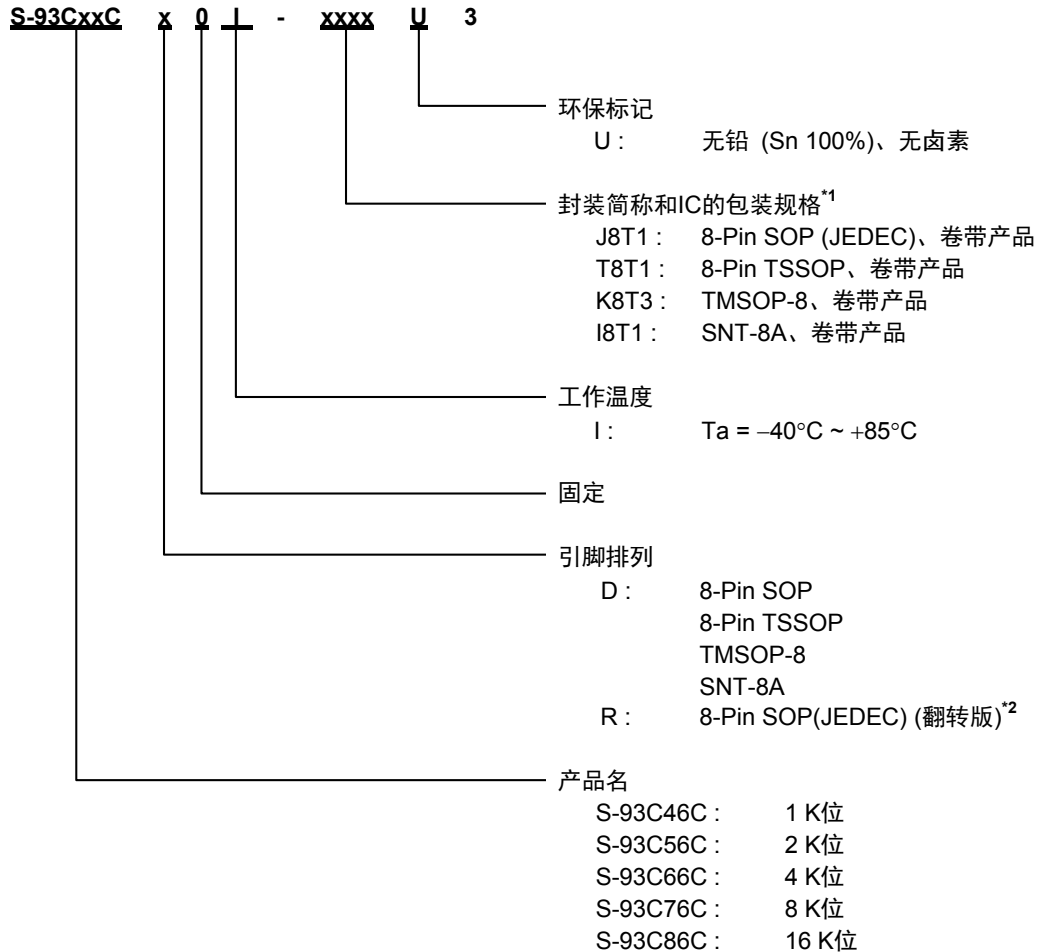 S-93CxxC x 0 I - xxxx U 3
环保标记
U : 无铅 (Sn 100%)、无卤素
封装简称和IC的包装规格*1
J8T1 : 8-Pin SOP (JEDEC)、卷带产品
T8T1 : 8-Pin TSSOP、卷带产品
K8T3 : TMSOP-8、卷带产品
I8T1 : SNT-8A、卷带产品
工作温度
I : Ta = −40°C ~ +85°C
固定
引脚排列
D : 8-Pin SOP
8-Pin TSSOP
TMSOP-8
SNT-8A
R : 8-Pin SOP(JEDEC) (翻转版)*2
产品名
S-93C46C : 1 K位
S-93C56C : 2 K位
S-93C66C : 4 K位
S-93C76C : 8 K位
S-93C86C : 16 K位